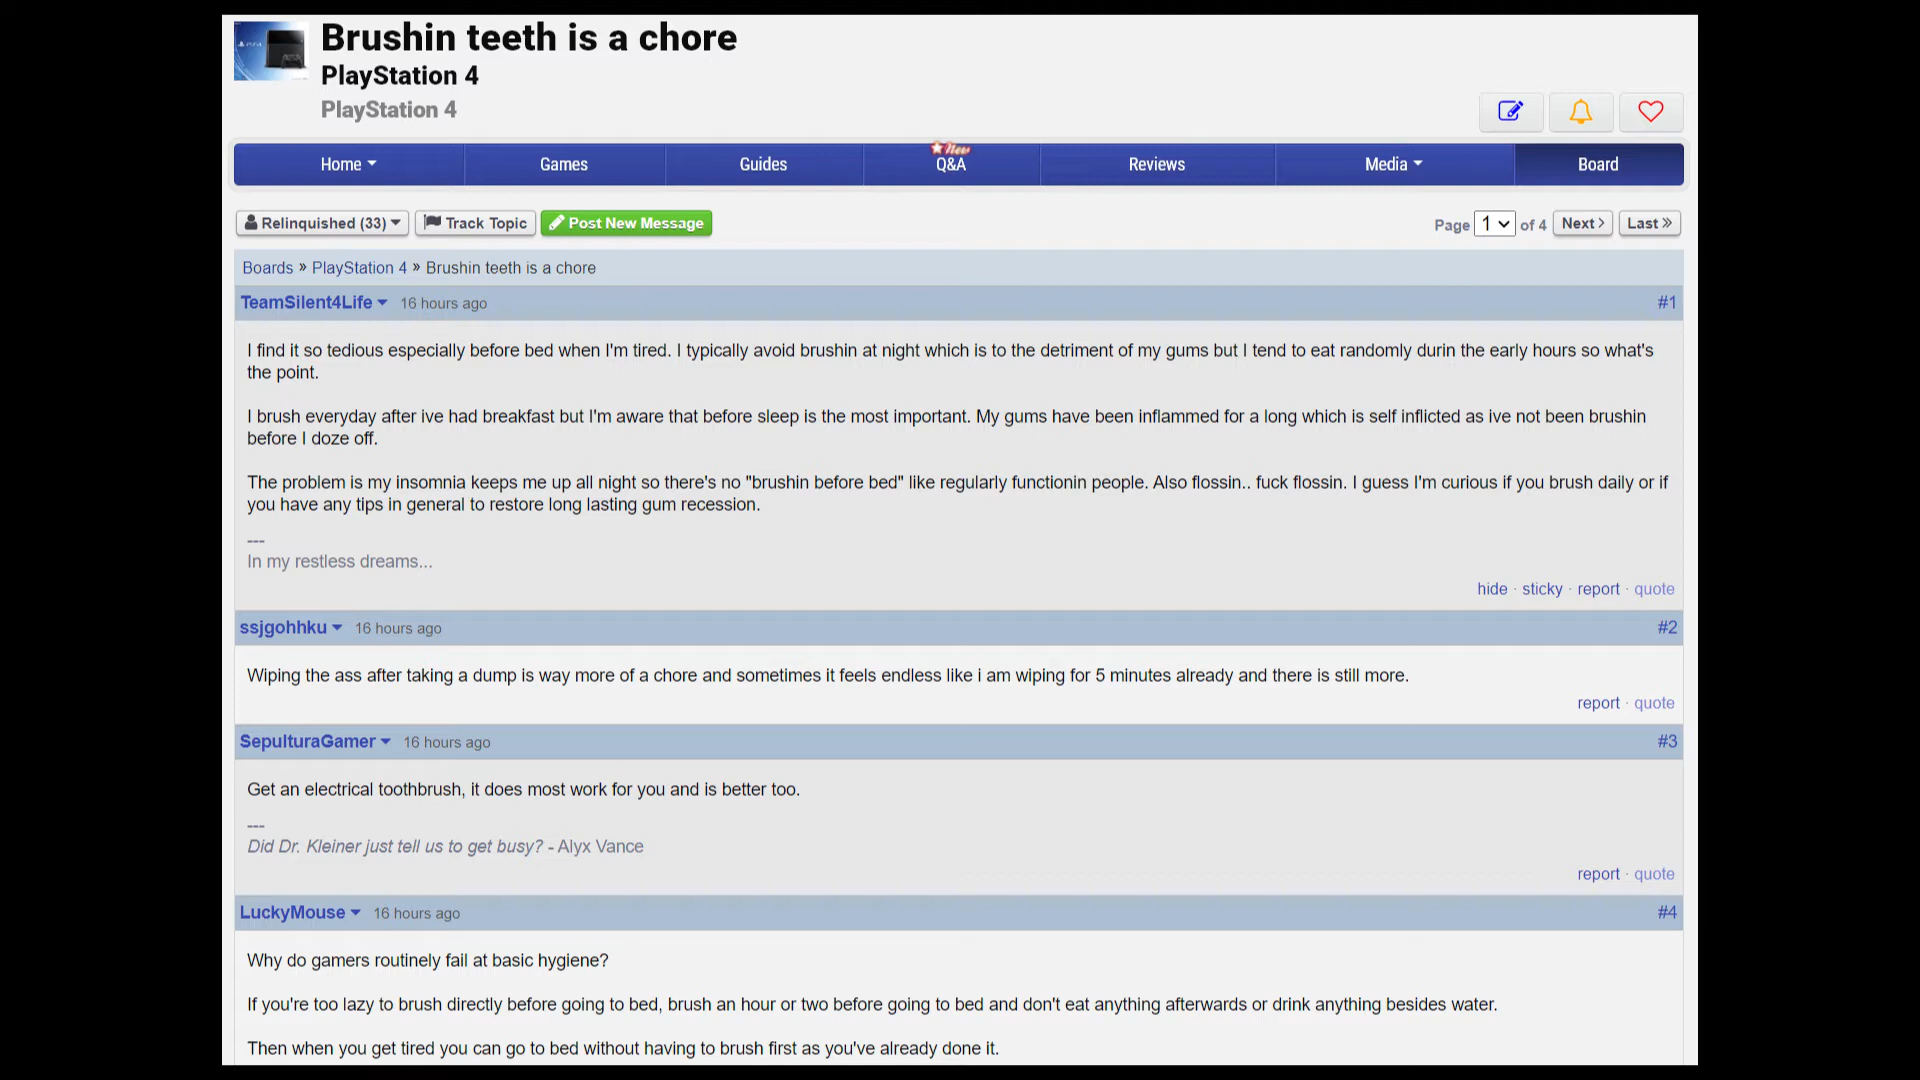 Brushin teeth is a chore
PlayStation 4
PlayStation 4
Home
Games
Guides
New
Q&A
Reviews
Media
Board
Relinquished (33)
Track Topic
Post New Message
Page 1 of 4
Next
Last
Boards » PlayStation 4 » Brushin teeth is a chore
TeamSilent4Life 16 hours ago #1
I find it so tedious especially before bed when I'm tired. I typically avoid brushin at night which is to the detriment of my gums but I tend to eat randomly durin the early hours so what's
the point.
I brush everyday after ive had breakfast but I'm aware that before sleep is the most important. My gums have been inflammed for a long which is self inflicted as ive not been brushin
before I doze off.
The problem is my insomnia keeps me up all night so there's no "brushin before bed" like regularly functionin people. Also flossin.. fuck flossin. I guess I'm curious if you brush daily or if
you have any tips in general to restore long lasting gum recession.
---
In my restless dreams...
hide · sticky · report · quote
ssjgohhku 16 hours ago #2
Wiping the ass after taking a dump is way more of a chore and sometimes it feels endless like i am wiping for 5 minutes already and there is still more.
report · quote
SepulturaGamer 16 hours ago #3
Get an electrical toothbrush, it does most work for you and is better too.
---
Did Dr. Kleiner just tell us to get busy? - Alyx Vance
report · quote
LuckyMouse 16 hours ago #4
Why do gamers routinely fail at basic hygiene?
If you're too lazy to brush directly before going to bed, brush an hour or two before going to bed and don't eat anything afterwards or drink anything besides water.
Then when you get tired you can go to bed without having to brush first as you've already done it.